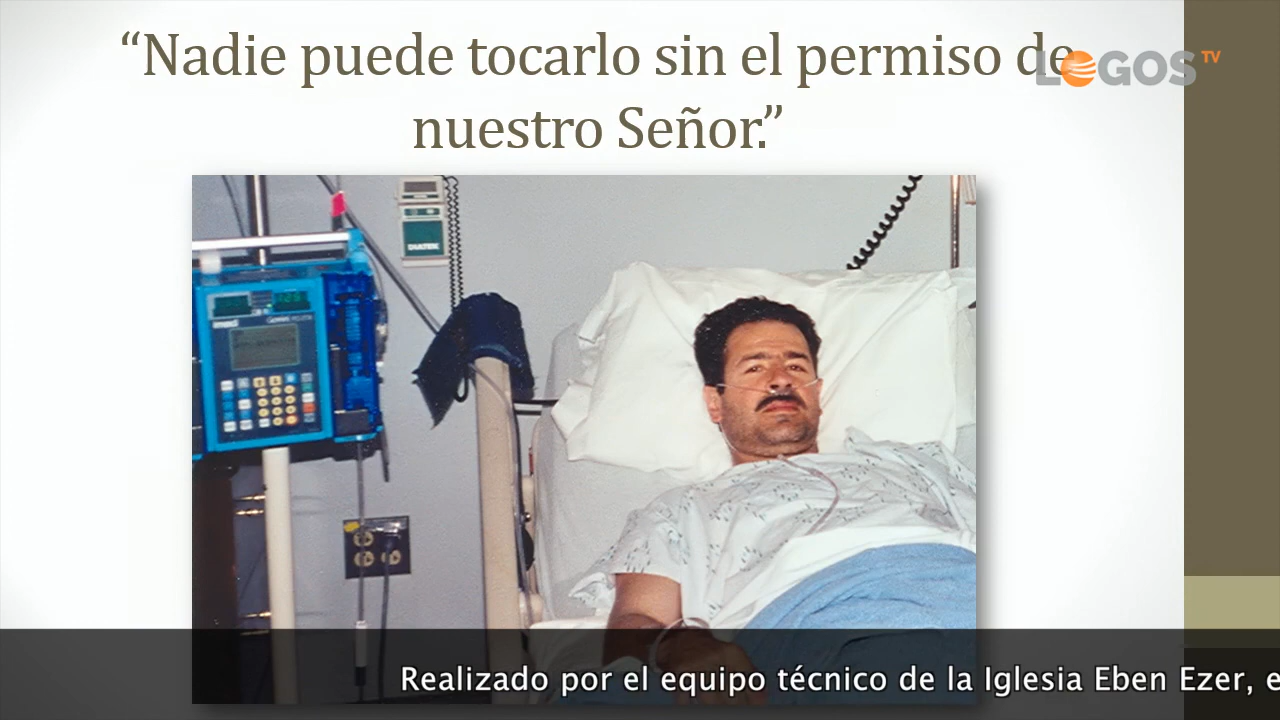 “Nadie puede tocarlo sin el permiso de
nuestro Señor.”
LOGOS TV
DIATEK
Realizado por el equipo técnico de la Iglesia Eben Ezer, e